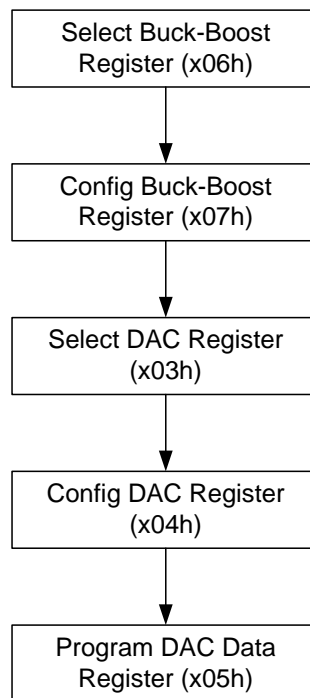 Select Buck-Boost
Register (x06h)
Config Buck-Boost
Register (x07h)
Select DAC Register
(x03h)
Config DAC Register
(x04h)
Program DAC Data
Register (x05h)